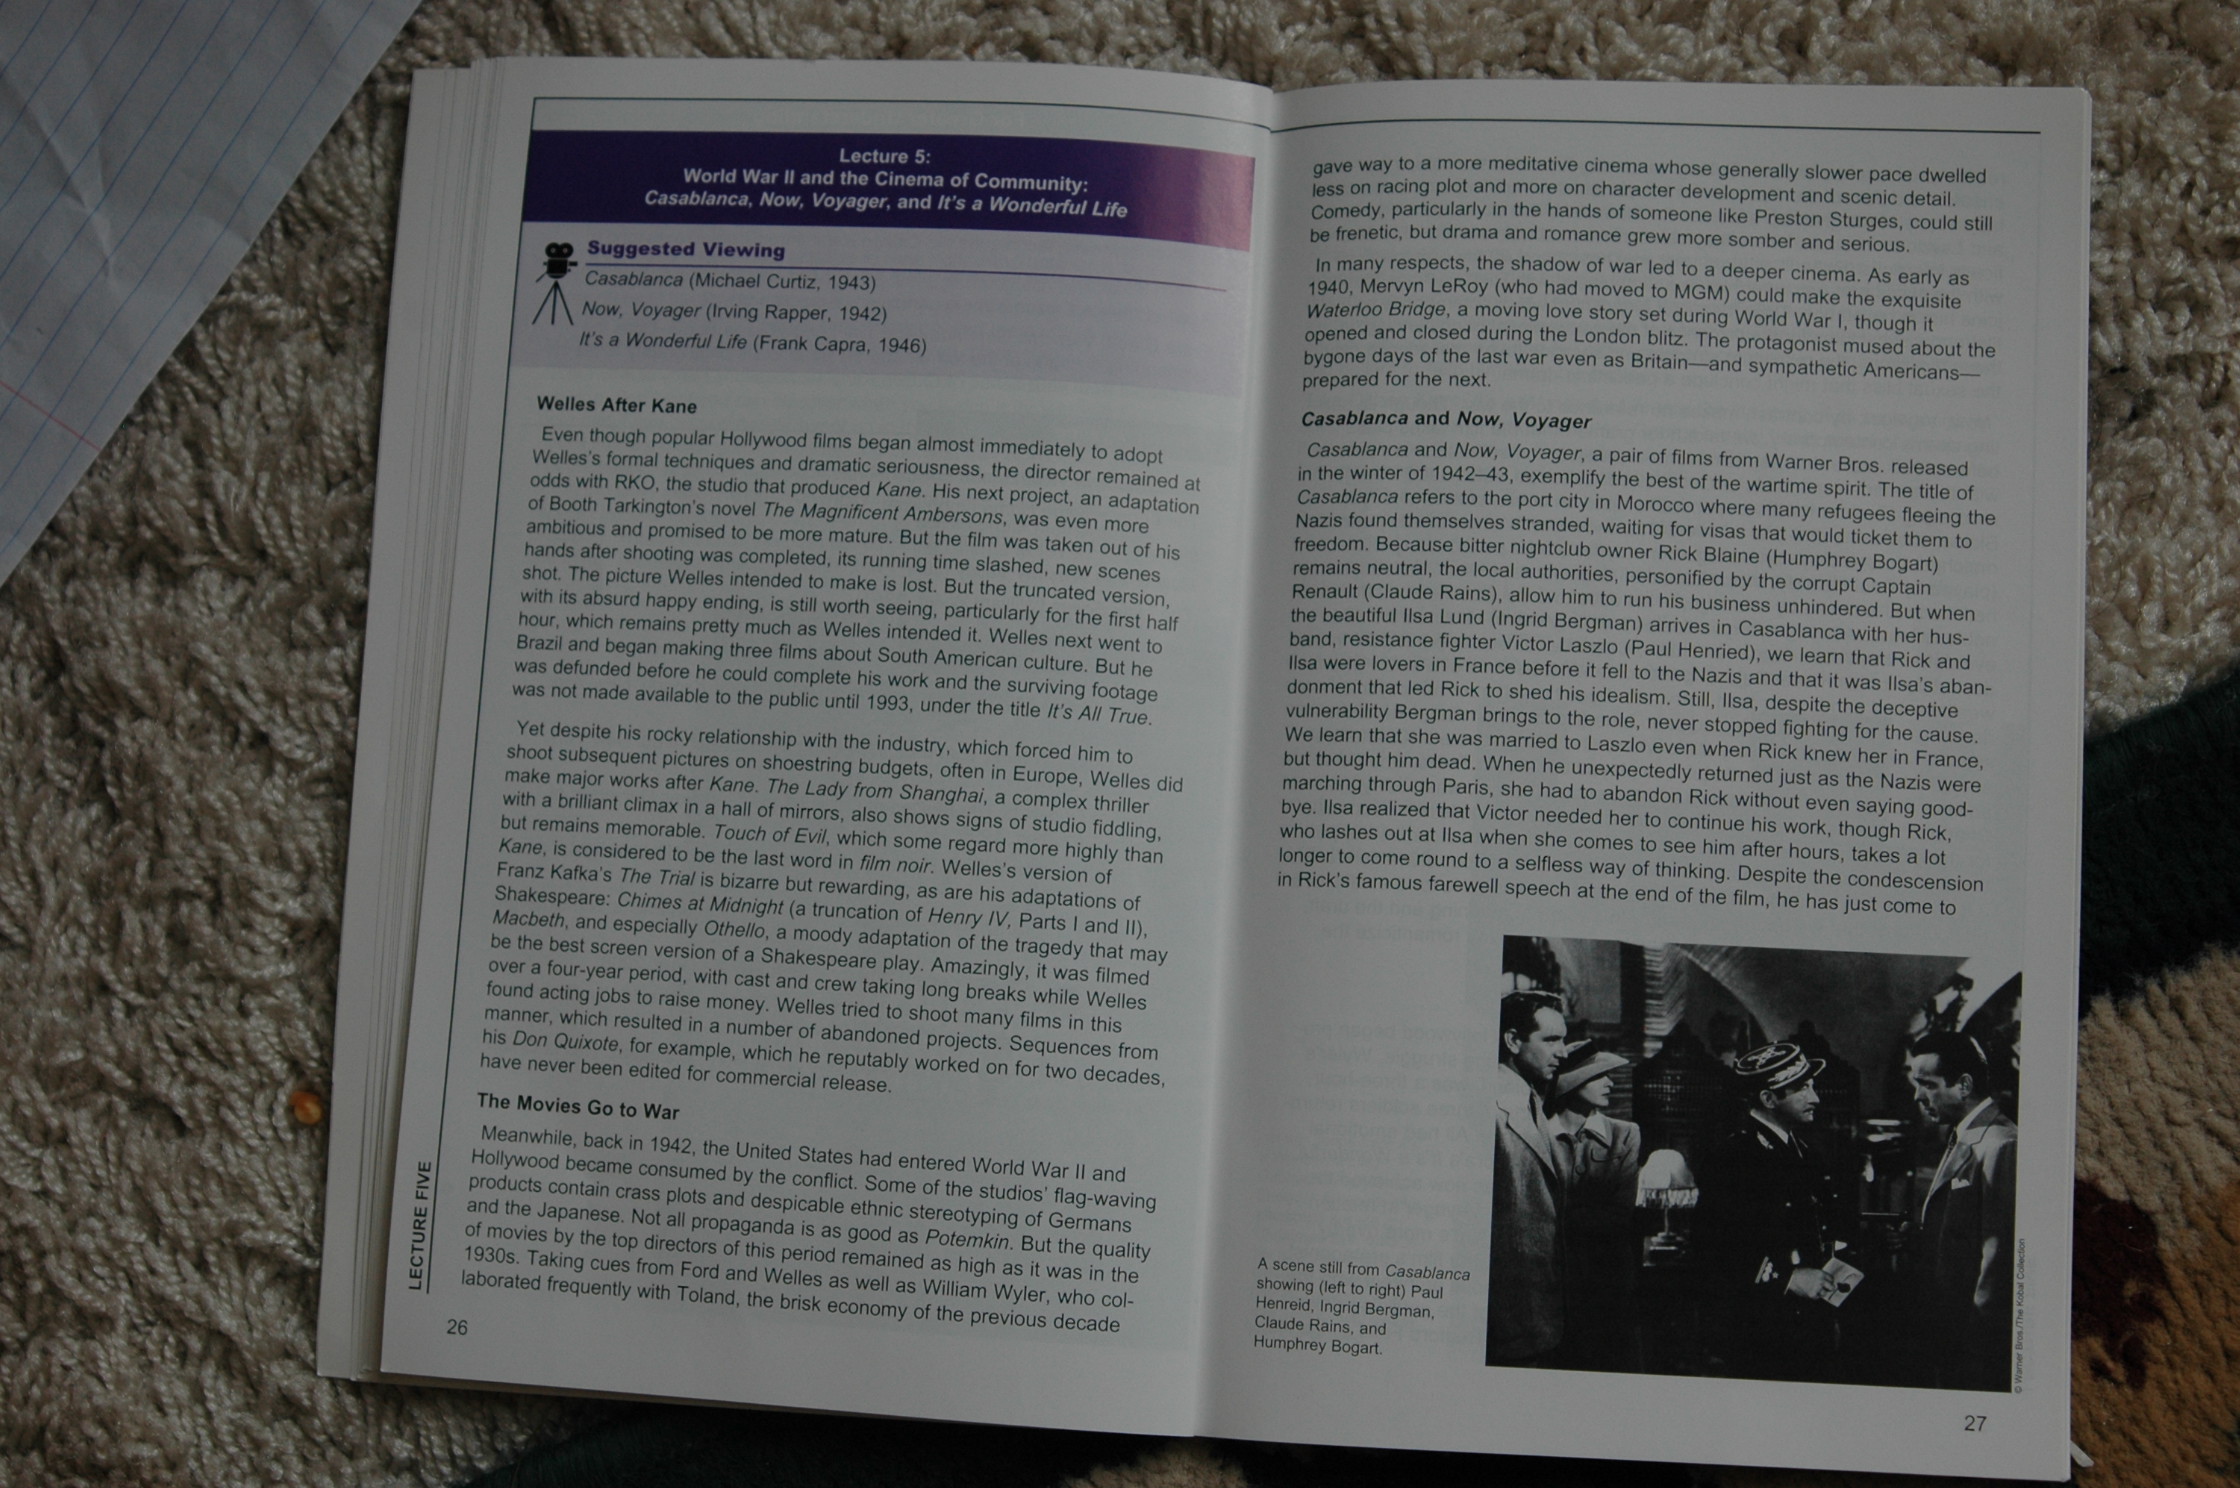 Lecture 5:
World War II and the Cinema of Community:
Casablanca, Now, Voyager, and It's a Wonderful Life
Suggested Viewing
Casablanca (Michael Curtiz, 1943)
Now, Voyager (Irving Rapper, 1942)
It's a Wonderful Life (Frank Capra, 1946)
Welles After Kane
Even though popular Hollywood films began almost immediately to adopt
Welles's formal techniques and dramatic seriousness, the director remained at
odds with RKO, the studio that produced Kane. His next project, an adaptation
of Booth Tarkington's novel The Magnificent Ambersons, was even more
ambitious and promised to be more mature. But the film was taken out of his
hands after shooting was completed, its running time slashed, new scenes
shot. The picture Welles intended to make is lost. But the truncated version,
with its absurd happy ending, is still worth seeing, particularly for the first half
hour, which remains pretty much as Welles intended it. Welles next went to
Brazil and began making three films about South American culture. But he
was defunded before he could complete his work and the surviving footage
was not made available to the public until 1993, under the title It's All True.
Yet despite his rocky relationship with the industry, which forced him to
shoot subsequent pictures on shoestring budgets, often in Europe, Welles did
make major works after Kane. The Lady from Shanghai, a complex thriller
with a brilliant climax in a hall of mirrors, also shows signs of studio fiddling,
but remains memorable. Touch of Evil, which some regard more highly than
Kane, is considered to be the last word in film noir. Welles's version of
Franz Kafka's The Trial is bizarre but rewarding, as are his adaptations of
Shakespeare: Chimes at Midnight (a truncation of Henry IV, Parts I and II),
Macbeth, and especially Othello, a moody adaptation of the tragedy that may
be the best screen version of a Shakespeare play. Amazingly, it was filmed
over a four-year period, with cast and crew taking long breaks while Welles
found acting jobs to raise money. Welles tried to shoot many films in this
manner, which resulted in a number of abandoned projects. Sequences from
his Don Quixote, for example, which he reputably worked on for two decades,
have never been edited for commercial release.
The Movies Go to War
Meanwhile, back in 1942, the United States had entered World War II and
Hollywood became consumed by the conflict. Some of the studios' flag-waving
products contain crass plots and despicable ethnic stereotyping of Germans
and the Japanese. Not all propaganda is as good as Potemkin. But the quality
of movies by the top directors of this period remained as high as it was in the
1930s. Taking cues from Ford and Welles as well as William Wyler, who col-
laborated frequently with Toland, the brisk economy of the previous decade
LECTURE FIVE
26
gave way to a more meditative cinema whose generally slower pace dwelled
less on racing plot and more on character development and scenic detail.
Comedy, particularly in the hands of someone like Preston Sturges, could still
be frenetic, but drama and romance grew more somber and serious.
In many respects, the shadow of war led to a deeper cinema. As early as
1940, Mervyn LeRoy (who had moved to MGM) could make the exquisite
Waterloo Bridge, a moving love story set during World War I, though it
opened and closed during the London blitz. The protagonist mused about the
bygone days of the last war even as Britain—and sympathetic Americans—
prepared for the next.
Casablanca and Now, Voyager
Casablanca and Now, Voyager, a pair of films from Warner Bros. released
in the winter of 1942–43, exemplify the best of the wartime spirit. The title of
Casablanca refers to the port city in Morocco where many refugees fleeing the
Nazis found themselves stranded, waiting for visas that would ticket them to
freedom. Because bitter nightclub owner Rick Blaine (Humphrey Bogart)
remains neutral, the local authorities, personified by the corrupt Captain
Renault (Claude Rains), allow him to run his business unhindered. But when
the beautiful Ilsa Lund (Ingrid Bergman) arrives in Casablanca with her hus-
band, resistance fighter Victor Laszlo (Paul Henried), we learn that Rick and
Ilsa were lovers in France before it fell to the Nazis and that it was Ilsa's aban-
donment that led Rick to shed his idealism. Still, Ilsa, despite the deceptive
vulnerability Bergman brings to the role, never stopped fighting for the cause.
We learn that she was married to Laszlo even when Rick knew her in France,
but thought him dead. When he unexpectedly returned just as the Nazis were
marching through Paris, she had to abandon Rick without even saying good-
bye. Ilsa realized that Victor needed her to continue his work, though Rick,
who lashes out at Ilsa when she comes to see him after hours, takes a lot
longer to come round to a selfless way of thinking. Despite the condescension
in Rick's famous farewell speech at the end of the film, he has just come to
A scene still from Casablanca
showing (left to right) Paul
Henreid, Ingrid Bergman,
Claude Rains, and
Humphrey Bogart.
© Warner Bros./The Kobal Collection
27